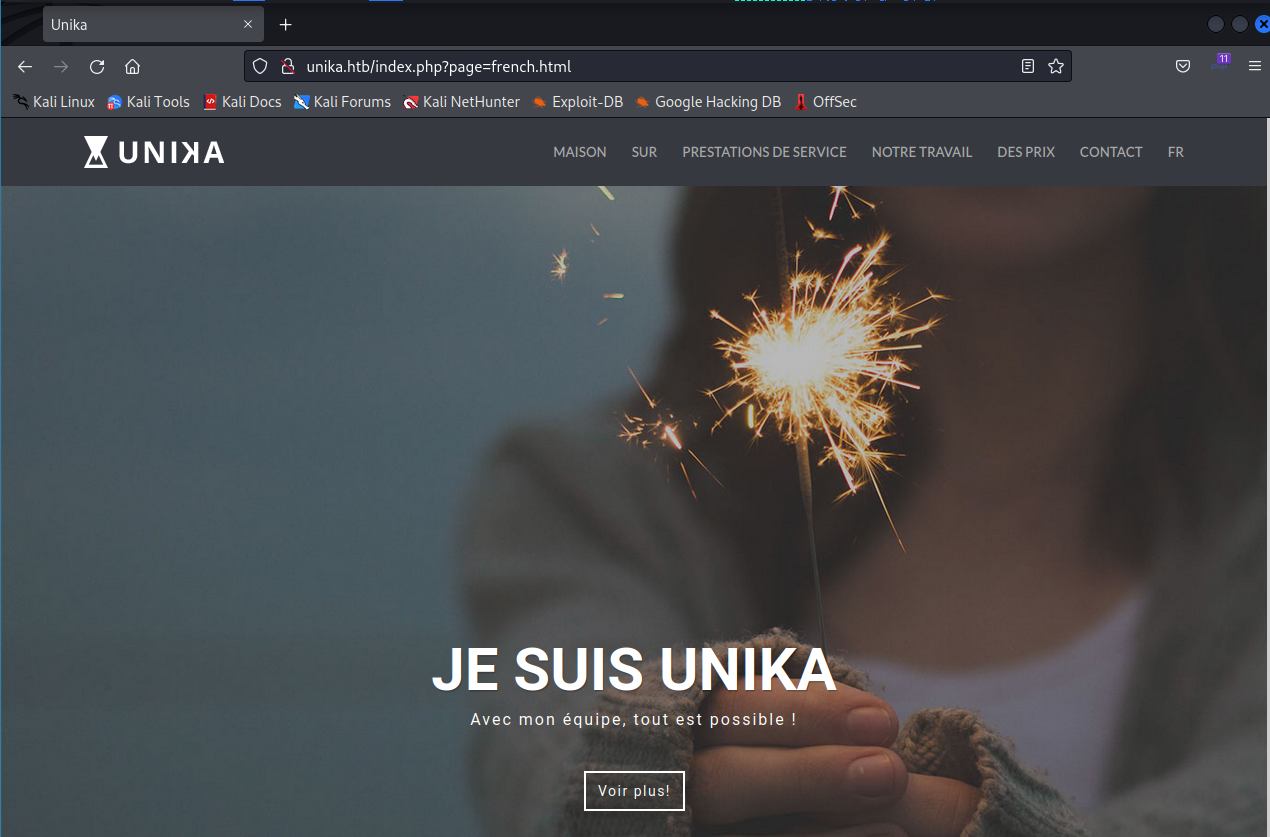 Unika
unika.htb/index.php?page=french.html
11
Kali Linux Kali Tools Kali Docs Kali Forums Kali NetHunter Exploit-DB Google Hacking DB OffSec
UNIKA MAISON SUR PRESTATIONS DE SERVICE NOTRE TRAVAIL DES PRIX CONTACT FR
JE SUIS UNIKA
Avec mon équipe, tout est possible !
Voir plus!